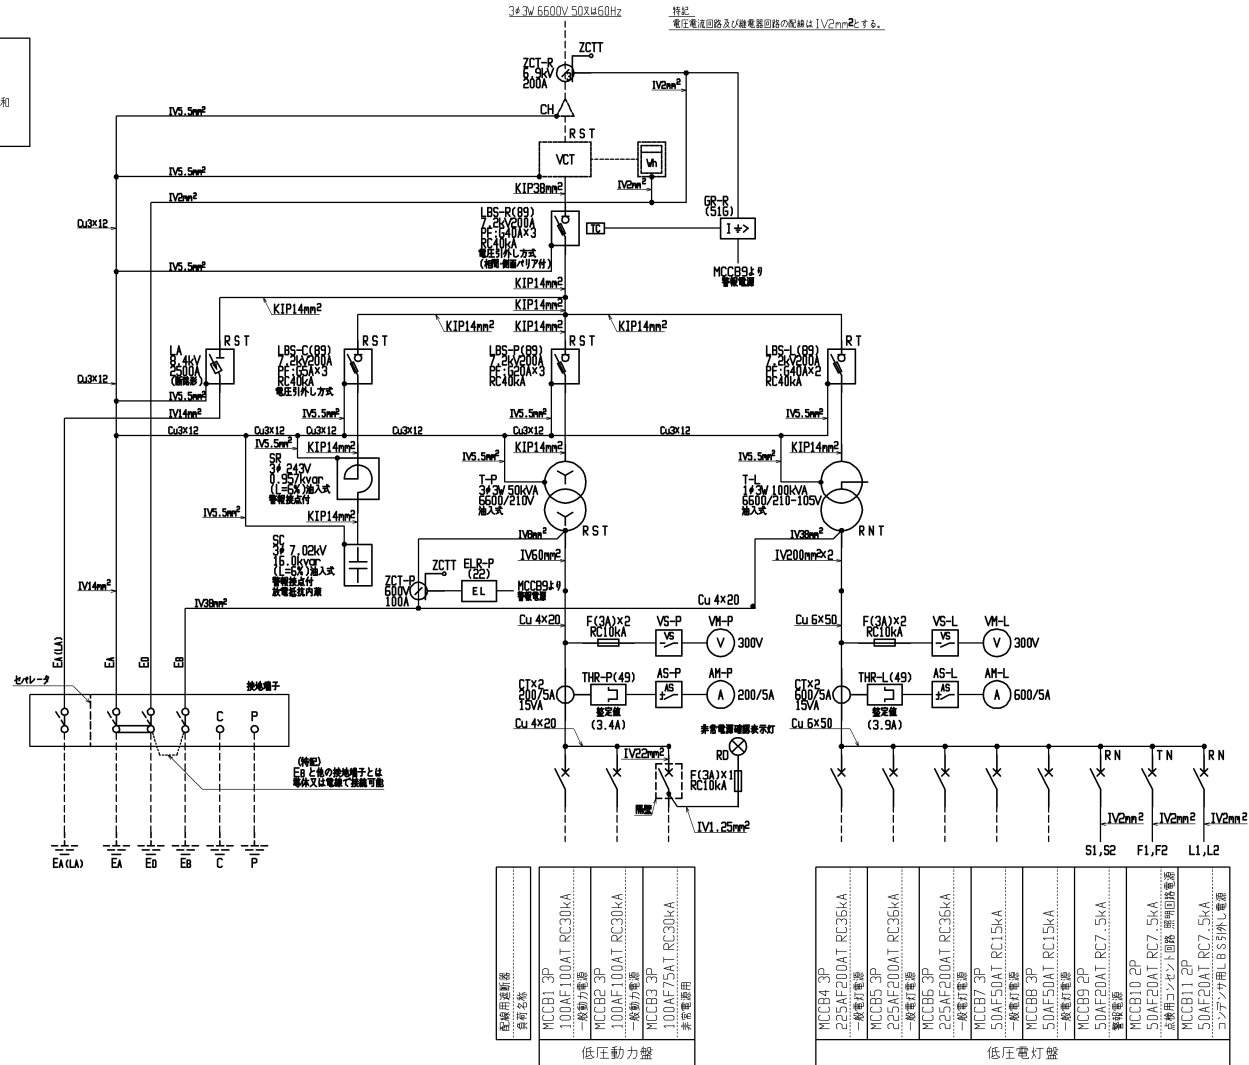 3φ3W 6600V 50又は60Hz
特記
電圧電流回路及び継電器回路の配線はIV2mm²とする。
和
ZCTT
ZCT-R
6.9kV
200A
IV2mm²
IV5.5mm²
CH
RST
VCT
Wh
IV5.5mm²
KIP38mm²
IV2mm²
IV2mm²
GR-R
(51G)
I
Cu3×12
LBS-R(89)
7.2kV200A
PF:G40A×3
RC40kA
電圧引外し方式
(相間・側面バリア付)
TC
MCCB9より
警報電源
IV5.5mm²
KIP14mm²
KIP14mm²
KIP14mm²
KIP14mm²
KIP14mm²
KIP14mm²
LA
8.4kV
2500A
(断路形)
RST
LBS-C(89)
7.2kV200A
PF:G5A×3
RC40kA
電圧引外し方式
RST
LBS-P(89)
7.2kV200A
PF:G20A×3
RC40kA
RST
LBS-L(89)
7.2kV200A
PF:G40A×2
RC40kA
RT
Cu3×12
IV5.5mm²
IV14mm²
IV5.5mm²
IV5.5mm²
IV5.5mm²
Cu3×12
Cu3×12
Cu3×12
Cu3×12
Cu3×12
Cu3×12
IV5.5mm²
KIP14mm²
KIP14mm²
KIP14mm²
IV5.5mm²
IV5.5mm²
SR
3φ 243V
0.957kvar
(L=6%)油入式
警報接点付
T-P
3φ3W 50kVA
6600/210V
油入式
T-L
1φ3W 100kVA
6600/210-105V
油入式
IV5.5mm²
KIP14mm²
IV8mm²
RST
IV38mm²
RNT
SC
3φ 7.02kV
16.0kvar
(L=6%)油入式
警報接点付
放電抵抗内蔵
IV60mm²
IV200mm²×2
ZCT-P
600V
100A
ZCTT
ELR-P
(22)
EL
MCCB9より
警報電源
IV14mm²
IV38mm²
Cu 4×20
Cu 4×20
F(3A)×2
RC10kA
VS-P
VS
VM-P
V
300V
Cu 6×50
F(3A)×2
RC10kA
VS-L
VS
VM-L
V
300V
EA(LA)
EA
ED
EB
セパレータ
接地端子
CT×2
200/5A
15VA
THR-P(49)
整定値
(3.4A)
AS-P
AS
AM-P
A
200/5A
CT×2
600/5A
15VA
THR-L(49)
整定値
(3.9A)
AS-L
AS
AM-L
A
600/5A
C
P
Cu 4×20
Cu 6×50
非常電源確認表示灯
RD
(特記)
EBと他の接地端子とは
導体又は電線で接続可能
IV22mm²
F(3A)×1
RC10kA
隔壁
IV1.25mm²
RN
TN
RN
IV2mm²
IV2mm²
IV2mm²
S1,S2
F1,F2
L1,L2
EA(LA)
EA
ED
EB
C
P
配線用遮断器
負荷名称
MCCB1 3P
100AF100AT RC30kA
一般動力電源
MCCB2 3P
100AF100AT RC30kA
一般動力電源
MCCB3 3P
100AF75AT RC30kA
非常電源用
低圧動力盤
MCCB4 3P
225AF200AT RC36kA
一般電灯電源
MCCB5 3P
225AF200AT RC36kA
一般電灯電源
MCCB6 3P
225AF200AT RC36kA
一般電灯電源
MCCB7 3P
50AF50AT RC15kA
一般電灯電源
MCCB8 3P
50AF50AT RC15kA
一般電灯電源
MCCB9 2P
50AF20AT RC7.5kA
警報電源
MCCB10 2P
50AF20AT RC7.5kA
点検用コンセント回路 照明回路電源
MCCB11 2P
50AF20AT RC7.5kA
コンデンサ用LBS引外し電源
低圧電灯盤